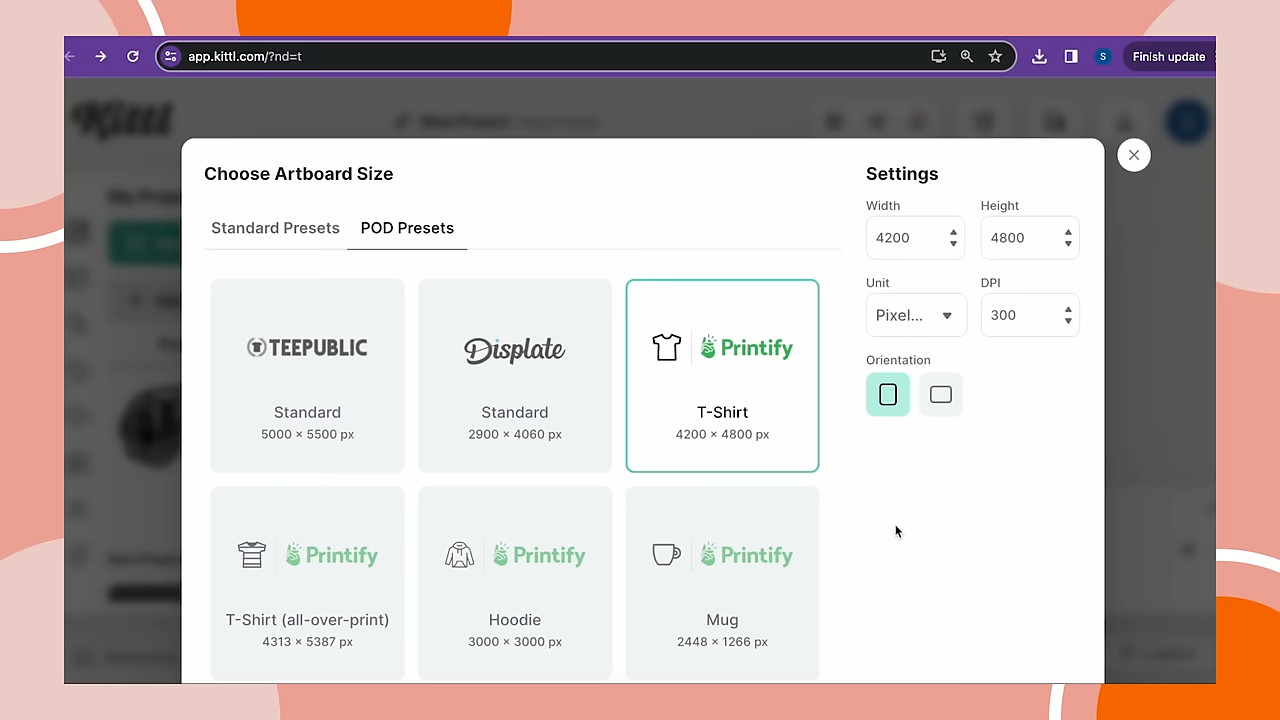 app.kittl.com/?nd=t
S
Finish update
Kittl
Choose Artboard Size
Standard Presets
POD Presets
TEEPUBLIC
Standard
5000 × 5500 px
Displate
Standard
2900 × 4060 px
Printify
T-Shirt
4200 × 4800 px
Printify
T-Shirt (all-over-print)
4313 × 5387 px
Printify
Hoodie
3000 × 3000 px
Printify
Mug
2448 × 1266 px
Settings
Width
Height
4200
4800
Unit
DPI
Pixel...
300
Orientation